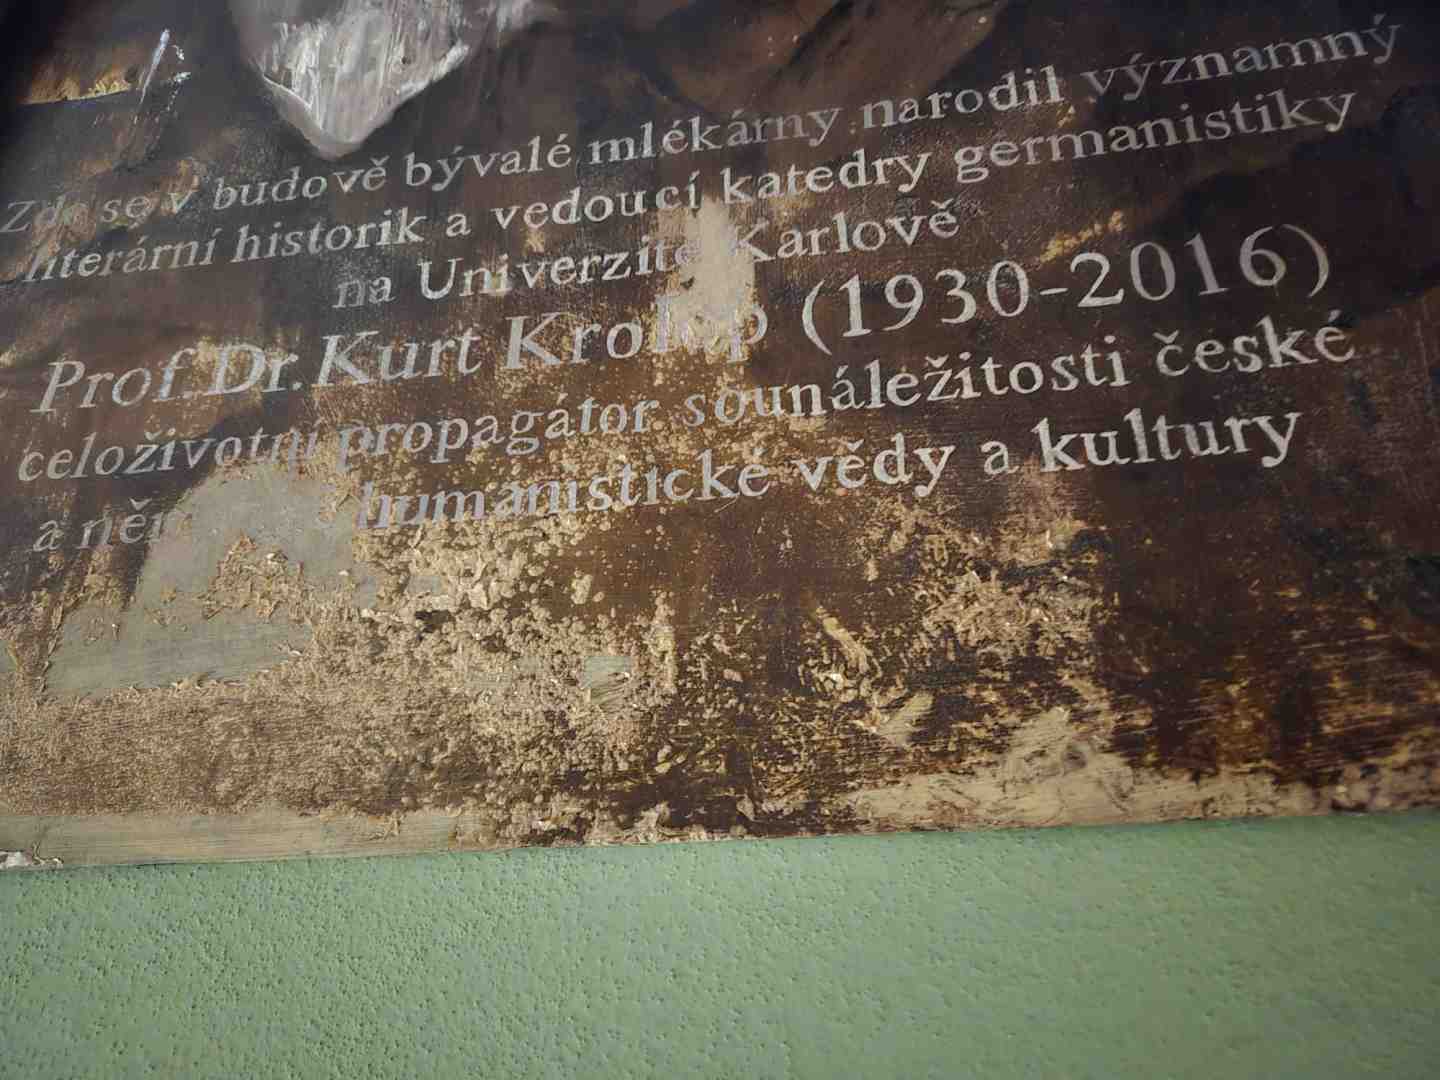 Zde se v budově bývalé mlékárny narodil významný
literární historik a vedoucí katedry germanistiky
na Univerzitě Karlově
Prof. Dr. Kurt Krolop (1930-2016)
celoživotní propagátor sounáležitosti české
a humanistické vědy a kultury